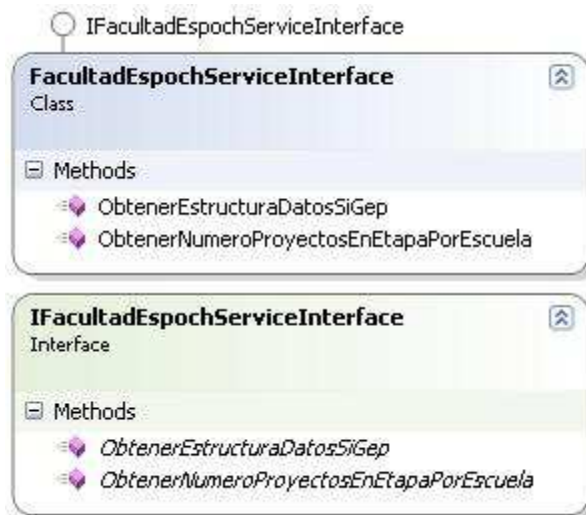 IFacultadEspochServiceInterface
FacultadEspochServiceInterface
Class
Methods
ObtenerEstructuraDatosSiGep
ObtenerNumeroProyectosEnEtapaPorEscuela
IFacultadEspochServiceInterface
Interface
Methods
ObtenerEstructuraDatosSiGep
ObtenerNumeroProyectosEnEtapaPorEscuela